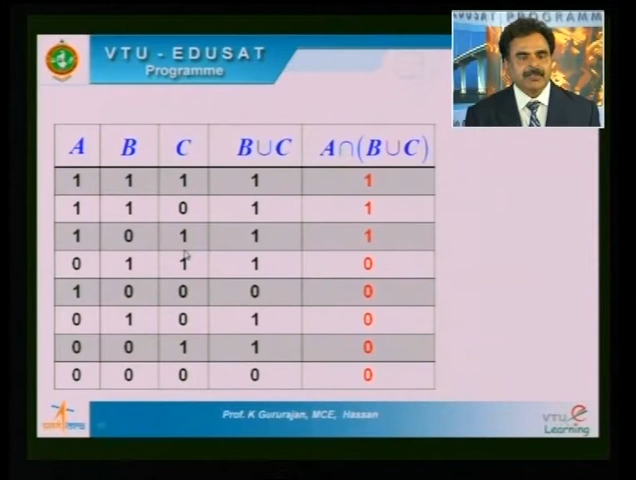 EDUSAT PROGRAMM
VTU - EDUSAT
Programme
A B C B∪C A∩(B∪C)
1 1 1 1 1
1 1 0 1 1
1 0 1 1 1
0 1 1 1 0
1 0 0 0 0
0 1 0 1 0
0 0 1 1 0
0 0 0 0 0
Prof. K Gururajan, MCE, Hassan
VTU e
Learning